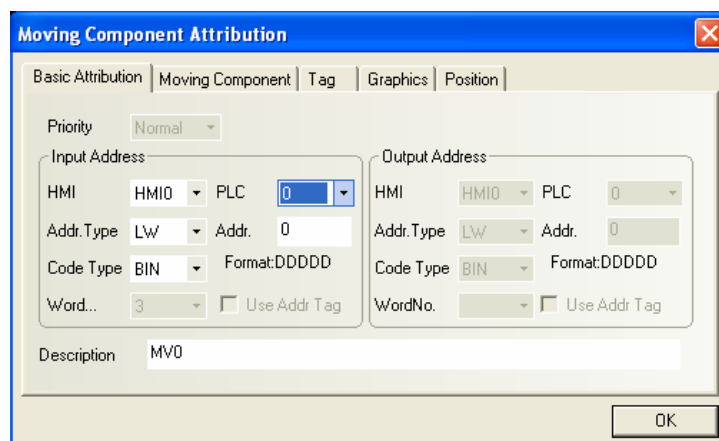 Moving Component Attribution
Basic Attribution Moving Component Tag Graphics Position
Priority Normal
Input Address Output Address
HMI HMI0 PLC 0 HMI HMI0 PLC 0
Addr.Type LW Addr. 0 Addr.Type LW Addr. 0
Code Type BIN Format:DDDDD Code Type BIN Format:DDDDD
Word... 3 Use Addr Tag WordNo. Use Addr Tag
Description MV0
OK